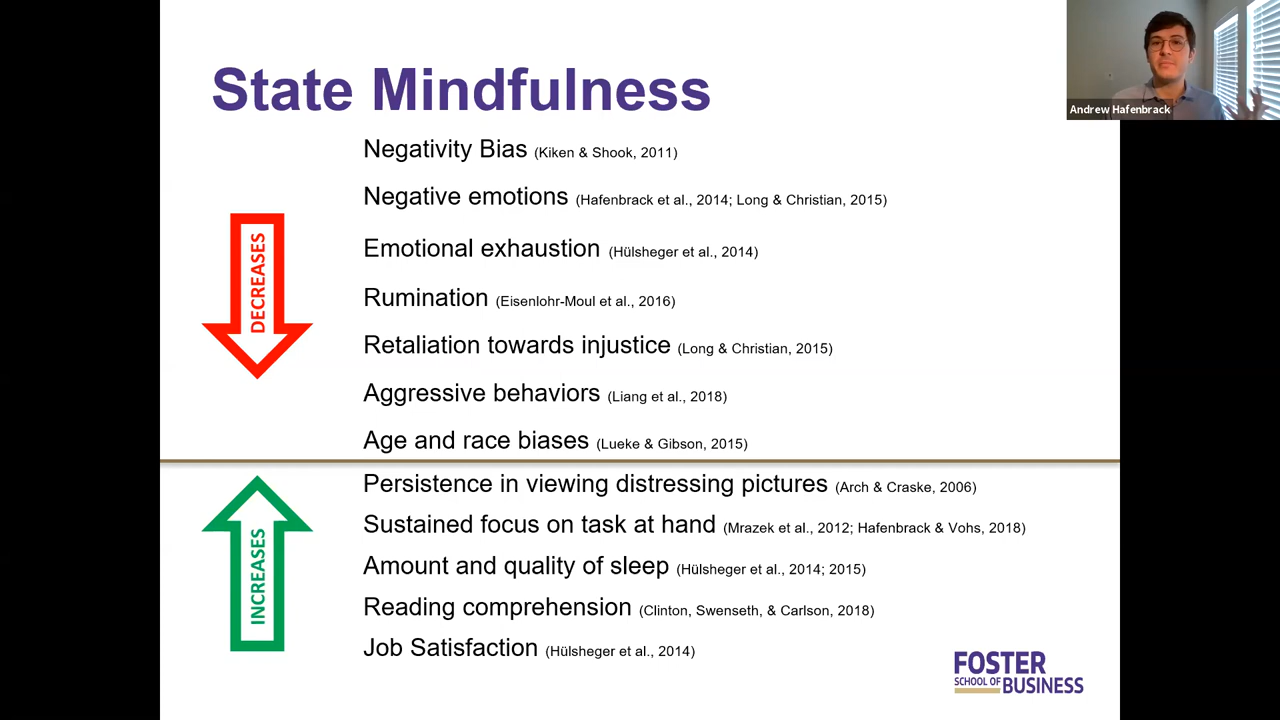 State Mindfulness
Andrew Hafenbrack
Negativity Bias (Kiken & Shook, 2011)
Negative emotions (Hafenbrack et al., 2014; Long & Christian, 2015)
DECREASES
Emotional exhaustion (Hülsheger et al., 2014)
Rumination (Eisenlohr-Moul et al., 2016)
Retaliation towards injustice (Long & Christian, 2015)
Aggressive behaviors (Liang et al., 2018)
Age and race biases (Lueke & Gibson, 2015)
Persistence in viewing distressing pictures (Arch & Craske, 2006)
INCREASES
Sustained focus on task at hand (Mrazek et al., 2012; Hafenbrack & Vohs, 2018)
Amount and quality of sleep (Hülsheger et al., 2014; 2015)
Reading comprehension (Clinton, Swenseth, & Carlson, 2018)
Job Satisfaction (Hülsheger et al., 2014)
FOSTER
SCHOOL OF BUSINESS